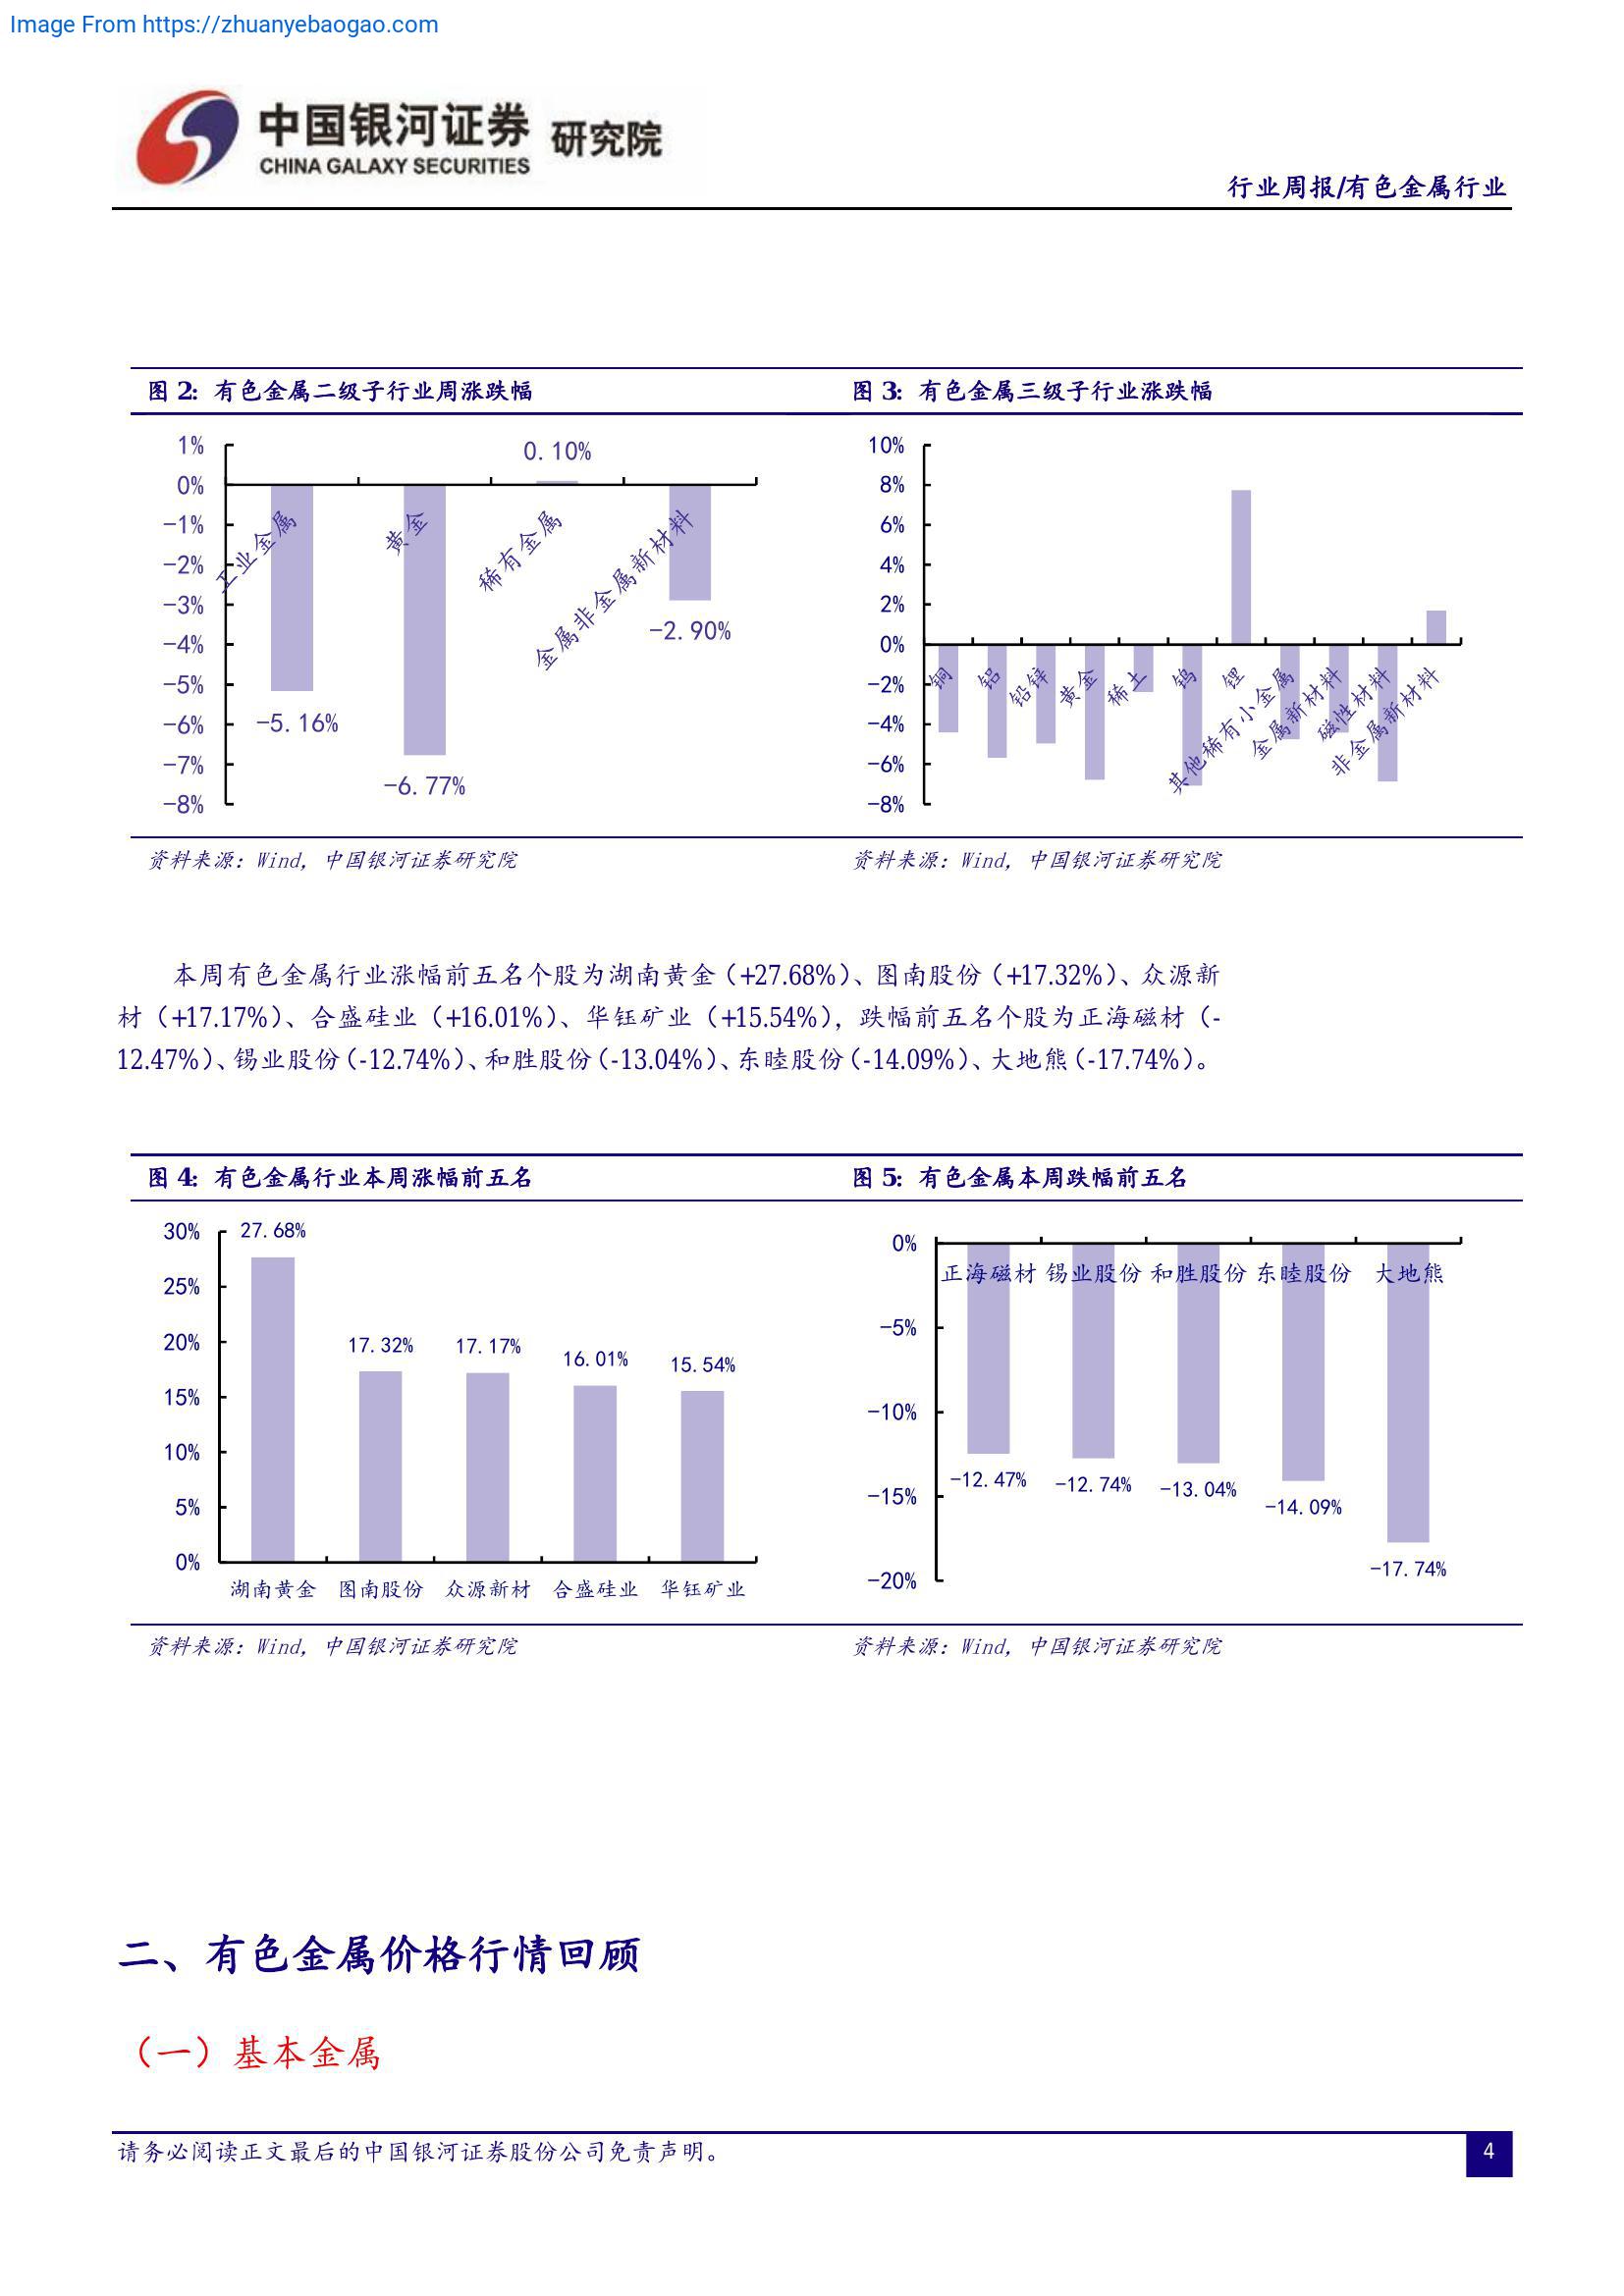 Image From https://zhuanyebaogao.com
中国银河证券 研究院
CHINA GALAXY SECURITIES
行业周报/有色金属行业
图 2: 有色金属二级子行业周涨跌幅
1%
0%
-1%
-2%
-3%
-4%
-5%
-6%
-7%
-8%
0.10%
工业金属
黄金
稀有金属
金属非金属新材料
-5.16%
-6.77%
-2.90%
资料来源: Wind, 中国银河证券研究院
图 3: 有色金属三级子行业涨跌幅
10%
8%
6%
4%
2%
0%
-2%
-4%
-6%
-8%
铜
铝
铅锌
黄金
稀土
钨
锂
其他稀有小金属
金属新材料
磁性材料
非金属新材料
资料来源: Wind, 中国银河证券研究院
本周有色金属行业涨幅前五名个股为湖南黄金（+27.68%）、图南股份（+17.32%）、众源新
材（+17.17%）、合盛硅业（+16.01%）、华钰矿业（+15.54%），跌幅前五名个股为正海磁材（-
12.47%）、锡业股份（-12.74%）、和胜股份（-13.04%）、东睦股份（-14.09%）、大地熊（-17.74%）。
图 4: 有色金属行业本周涨幅前五名
30%
25%
20%
15%
10%
5%
0%
27.68%
17.32%
17.17%
16.01%
15.54%
湖南黄金 图南股份 众源新材 合盛硅业 华钰矿业
资料来源: Wind, 中国银河证券研究院
图 5: 有色金属本周跌幅前五名
0%
-5%
-10%
-15%
-20%
正海磁材 锡业股份 和胜股份 东睦股份 大地熊
-12.47%
-12.74%
-13.04%
-14.09%
-17.74%
资料来源: Wind, 中国银河证券研究院
二、有色金属价格行情回顾
（一）基本金属
请务必阅读正文最后的中国银河证券股份公司免责声明。
4